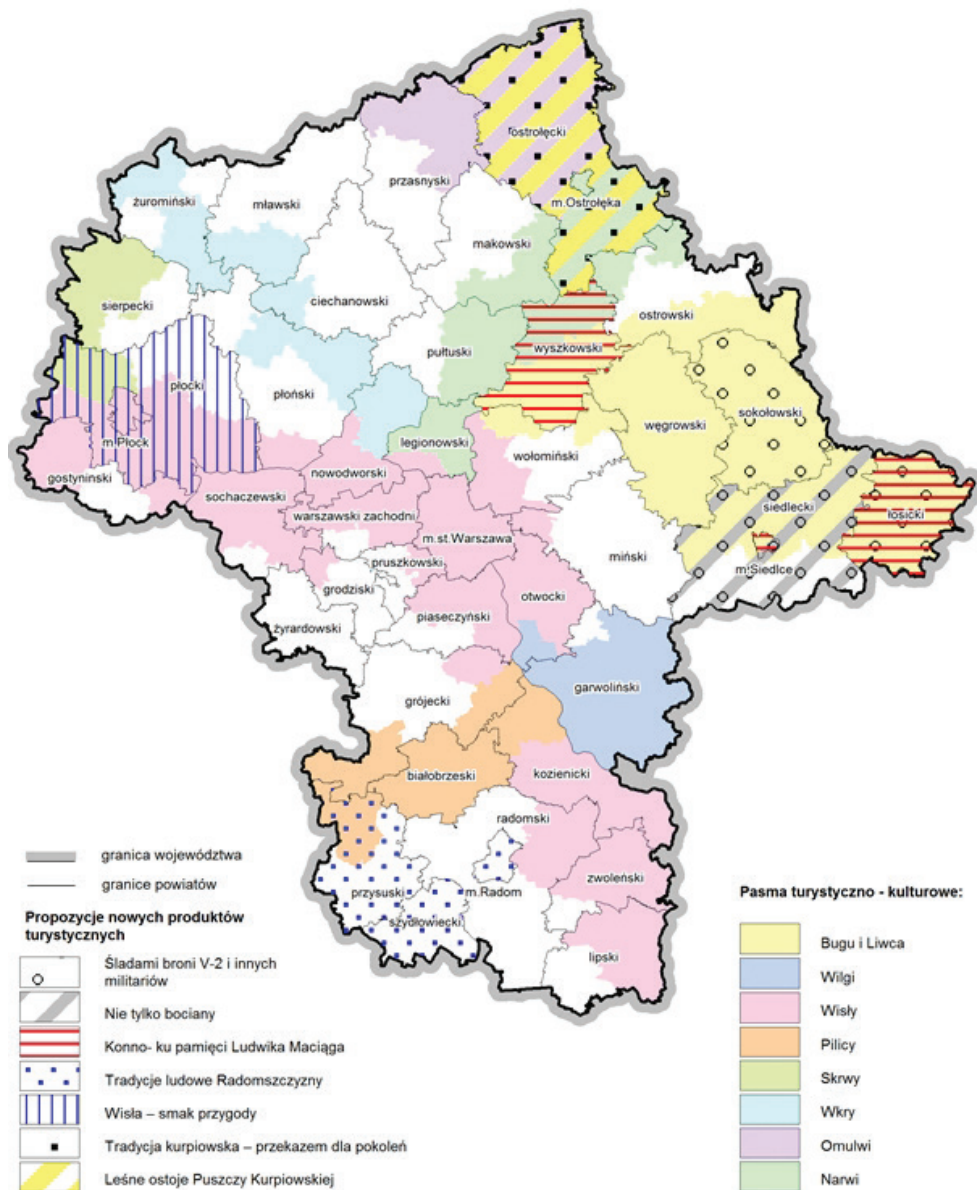 ostrołęcki
przasnyski
m.Ostrołęka
żuromiński
mławski
makowski
sierpecki
ciechanowski
ostrowski
pułtuski
wyszkowski
płocki
płoński
sokołowski
węgrowski
m.Płock
legionowski
wołomiński
gostyniński
nowodworski
sochaczewski
siedlecki
łosicki
warszawski zachodni
m.st.Warszawa
miński
m.Siedlce
pruszkowski
grodziski
otwocki
piaseczyński
żyrardowski
garwoliński
grójecki
białobrzeski
kozienicki
radomski
zwoleński
przysuski
m.Radom
szydłowiecki
lipski
granica województwa
granice powiatów
Propozycje nowych produktów
turystycznych
Śladami broni V-2 i innych
militariów
Nie tylko bociany
Konno- ku pamięci Ludwika Maciąga
Tradycje ludowe Radomszczyzny
Wisła – smak przygody
Tradycja kurpiowska – przekazem dla pokoleń
Leśne ostoje Puszczy Kurpiowskiej
Pasma turystyczno - kulturowe:
Bugu i Liwca
Wilgi
Wisły
Pilicy
Skrwy
Wkry
Omulwi
Narwi